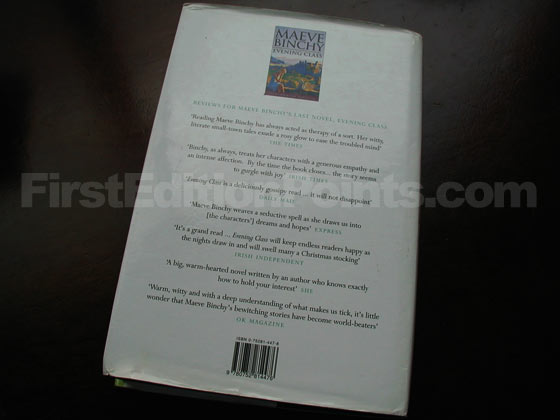 MAEVE
BINCHY
EVENING CLASS
REVIEWS FOR MAEVE BINCHY'S LAST NOVEL, EVENING CLASS
'Reading Maeve Binchy has always acted as therapy of a sort. Her witty,
literate small-town tales exude a rosy glow to ease the troubled mind'
THE TIMES
'Binchy, as always, treats her characters with a generous empathy and
an intense affection. By the time the book closes... the story seems
to gurgle with joy' IRISH TIMES
'Evening Class is a deliciously gossipy read ... It will not disappoint'
DAILY MAIL
FirstEditionPoints.com
'Maeve Binchy weaves a seductive spell as she draws us into
[the characters'] dreams and hopes' EXPRESS
'It's a grand read ... Evening Class will keep endless readers happy as
the nights draw in and will swell many a Christmas stocking'
IRISH INDEPENDENT
'A big, warm-hearted novel written by an author who knows exactly
how to hold your interest' SHE
'Warm, witty and with a deep understanding of what makes us tick, it's little
wonder that Maeve Binchy's bewitching stories have become world-beaters'
OK MAGAZINE